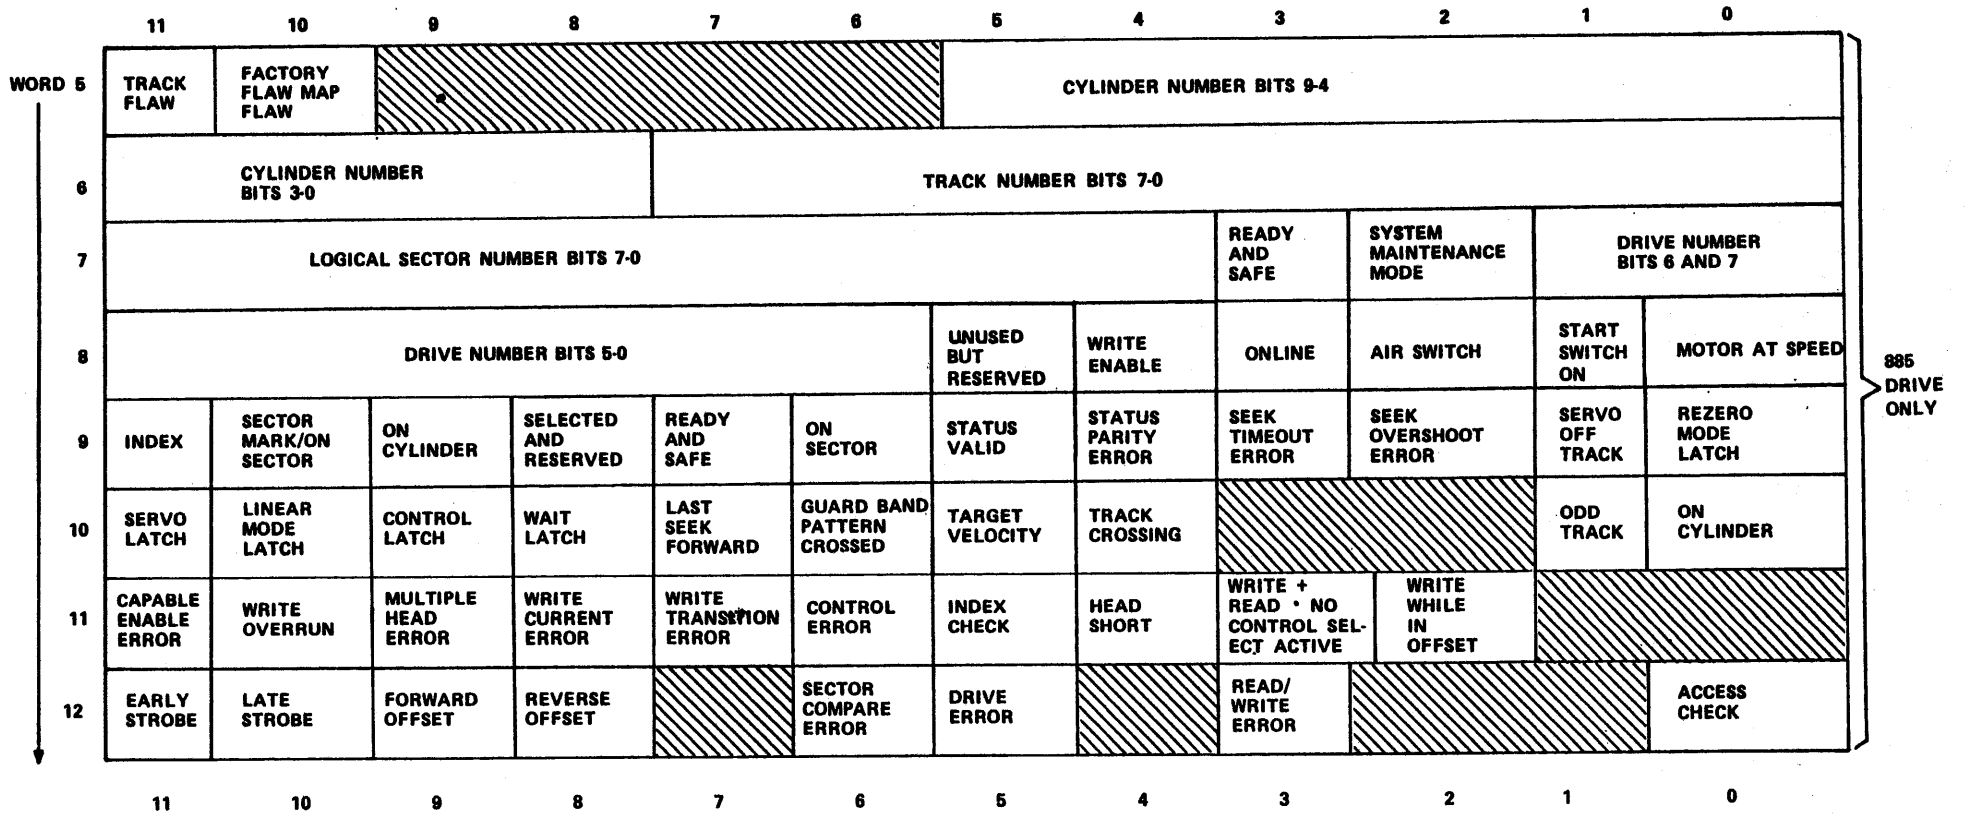 11 10 9 8 7 6 5 4 3 2 1 0
WORD 5
TRACK
FLAW
FACTORY
FLAW MAP
FLAW
CYLINDER NUMBER BITS 9-4
6
CYLINDER NUMBER
BITS 3-0
TRACK NUMBER BITS 7-0
7
LOGICAL SECTOR NUMBER BITS 7-0
READY
AND
SAFE
SYSTEM
MAINTENANCE
MODE
DRIVE NUMBER
BITS 6 AND 7
8
DRIVE NUMBER BITS 5-0
UNUSED
BUT
RESERVED
WRITE
ENABLE
ONLINE
AIR SWITCH
START
SWITCH
ON
MOTOR AT SPEED
885
DRIVE
ONLY
9
INDEX
SECTOR
MARK/ON
SECTOR
ON
CYLINDER
SELECTED
AND
RESERVED
READY
AND
SAFE
ON
SECTOR
STATUS
VALID
STATUS
PARITY
ERROR
SEEK
TIMEOUT
ERROR
SEEK
OVERSHOOT
ERROR
SERVO
OFF
TRACK
REZERO
MODE
LATCH
10
SERVO
LATCH
LINEAR
MODE
LATCH
CONTROL
LATCH
WAIT
LATCH
LAST
SEEK
FORWARD
GUARD BAND
PATTERN
CROSSED
TARGET
VELOCITY
TRACK
CROSSING
ODD
TRACK
ON
CYLINDER
11
CAPABLE
ENABLE
ERROR
WRITE
OVERRUN
MULTIPLE
HEAD
ERROR
WRITE
CURRENT
ERROR
WRITE
TRANSITION
ERROR
CONTROL
ERROR
INDEX
CHECK
HEAD
SHORT
WRITE +
READ • NO
CONTROL SEL-
ECT ACTIVE
WRITE
WHILE
IN
OFFSET
12
EARLY
STROBE
LATE
STROBE
FORWARD
OFFSET
REVERSE
OFFSET
SECTOR
COMPARE
ERROR
DRIVE
ERROR
READ/
WRITE
ERROR
ACCESS
CHECK
11 10 9 8 7 6 5 4 3 2 1 0